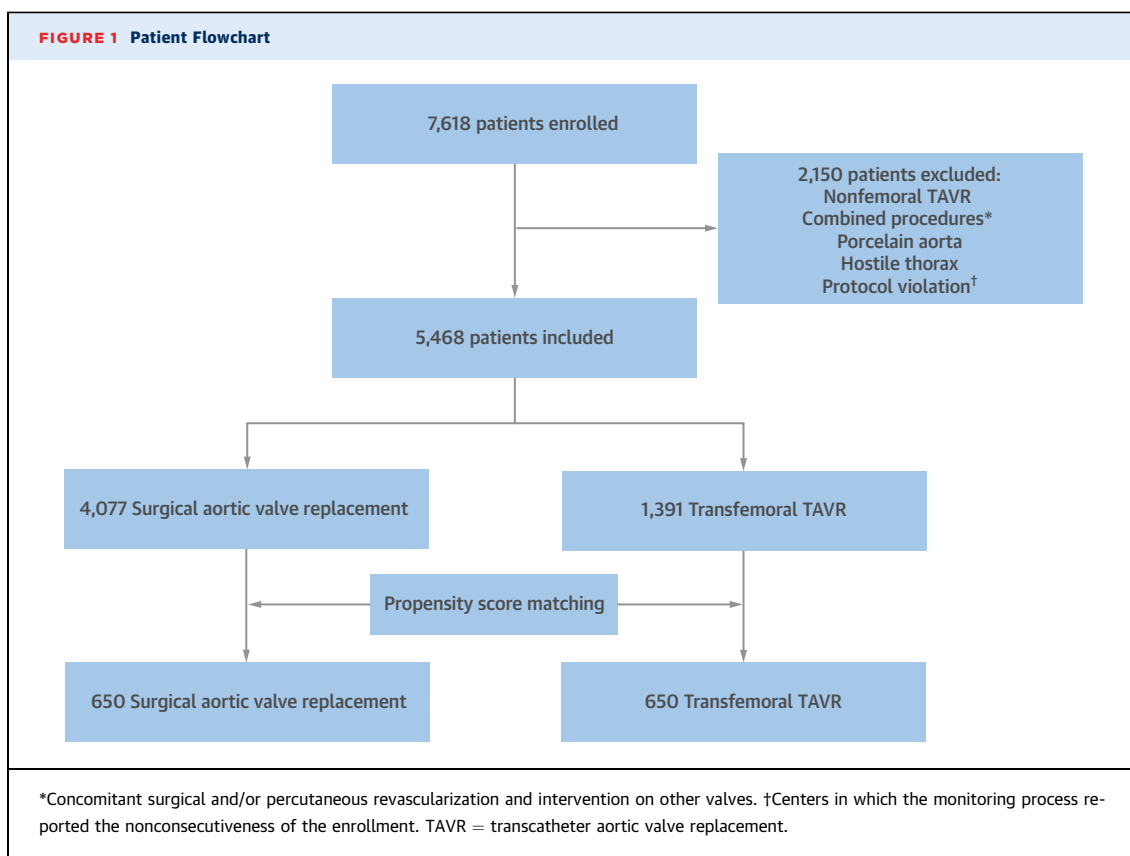 FIGURE 1 Patient Flowchart
7,618 patients enrolled
2,150 patients excluded:
Nonfemoral TAVR
Combined procedures*
Porcelain aorta
Hostile thorax
Protocol violation†
5,468 patients included
4,077 Surgical aortic valve replacement
1,391 Transfemoral TAVR
Propensity score matching
650 Surgical aortic valve replacement
650 Transfemoral TAVR
*Concomitant surgical and/or percutaneous revascularization and intervention on other valves. †Centers in which the monitoring process re-
ported the nonconsecutiveness of the enrollment. TAVR = transcatheter aortic valve replacement.